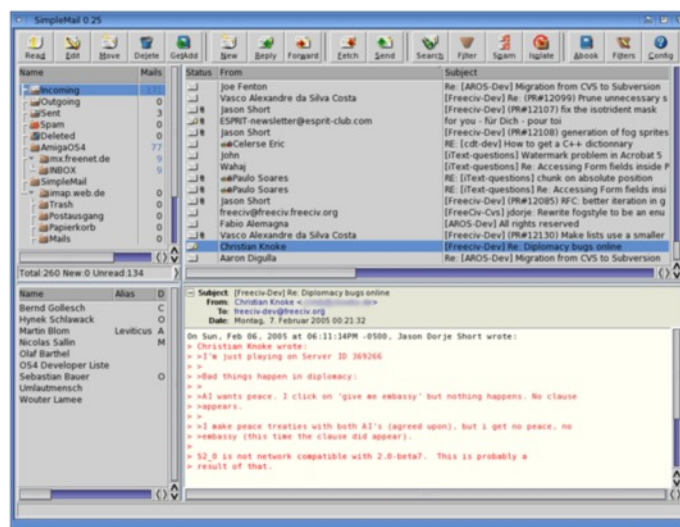 SimpleMail 0.25
Read Edit Move Delete GetAdd New Reply Forward Fetch Send Search Filter Spam Isolate Abook Filters Config
Name Mails
Incoming
Outgoing 0
Sent 3
Spam 0
Deleted 0
AmigaOS4 77
mx.freenet.de 0
INBOX 9
SimpleMail
imap.web.de 0
Trash 0
Postausgang 0
Papierkorb 0
Mails 0
Total:260 New:0 Unread:134
Status From Subject
Joe Fenton Re: [AROS-Dev] Migration from CVS to Subversion
Vasco Alexandre da Silva Costa [Freeciv-Dev] Re: (PR#12099) Prune unnecessary s
Jason Short [Freeciv-Dev] (PR#12107) fix the isotrident mask
ESPRIT-newsletter@esprit-club.com for you - für Dich - pour toi
Jason Short [Freeciv-Dev] (PR#12108) generation of fog sprites
Celerse Eric RE: [cdt-dev] How to get a C++ dictionnary
John [iText-questions] Watermark problem in Acrobat 5
Wahaj [iText-questions] Re: Accessing Form fields inside P
Paulo Soares RE: [iText-questions] chunk on absolute position
Paulo Soares RE: [iText-questions] Re: Accessing Form fields insi
Jason Short [Freeciv-Dev] (PR#12085) RFC: better iteration in g
freeciv@freeciv.freeciv.org [FreeCiv-Cvs] jdorje: Rewrite fogstyle to be an enu
Fabio Alemagna [AROS-Dev] All rights reserved
Vasco Alexandre da Silva Costa [Freeciv-Dev] (PR#12130) Make lists use a smaller
Christian Knoke [Freeciv-Dev] Re: Diplomacy bugs online
Aaron Digulla Re: [AROS-Dev] Migration from CVS to Subversion
Name Alias D
Bernd Gollesch C
Hynek Schlawack O
Martin Blom Leviticus A
Nicolas Sallin M
Olaf Barthel
OS4 Developer Liste
Sebastian Bauer O
Umlautmensch
Wouter Lamee
Subject [Freeciv-Dev] Re: Diplomacy bugs online
From: Christian Knoke <
To: freeciv-dev@freeciv.org
Date: Montag, 7. Februar 2005 00:21:32
On Sun, Feb 06, 2005 at 06:11:14PM -0500, Jason Dorje Short wrote:
> Christian Knoke wrote:
> >I'm just playing on Server ID 369266
> >
> >Bad things happen in diplomacy:
> >
> >AI wants peace. I click on 'give me embassy' but nothing happens. No clause
> >appears.
> >
> >I make peace treaties with both AI's (agreed upon), but i get no peace, no
> >embassy (this time the clause did appear).
>
> S2_0 is not network compatible with 2.0-beta7. This is probably a
> result of that.